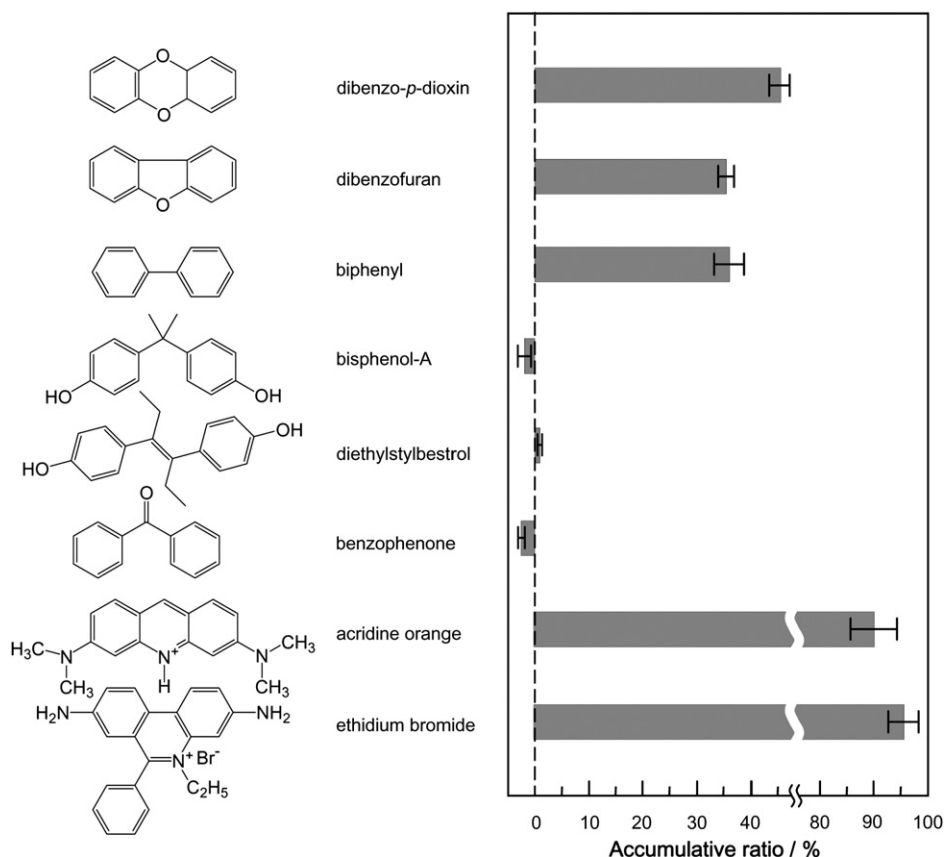 O
O
dibenzo-p-dioxin
O
dibenzofuran
biphenyl
HO
OH
bisphenol-A
HO
OH
diethylstylbestrol
O
benzophenone
H₃C
N
CH₃
N⁺
H
N
CH₃
CH₃
acridine orange
H₂N
NH₂
N⁺ Br⁻
C₂H₅
ethidium bromide
0 10 20 30 40 80 90 100
Accumulative ratio / %